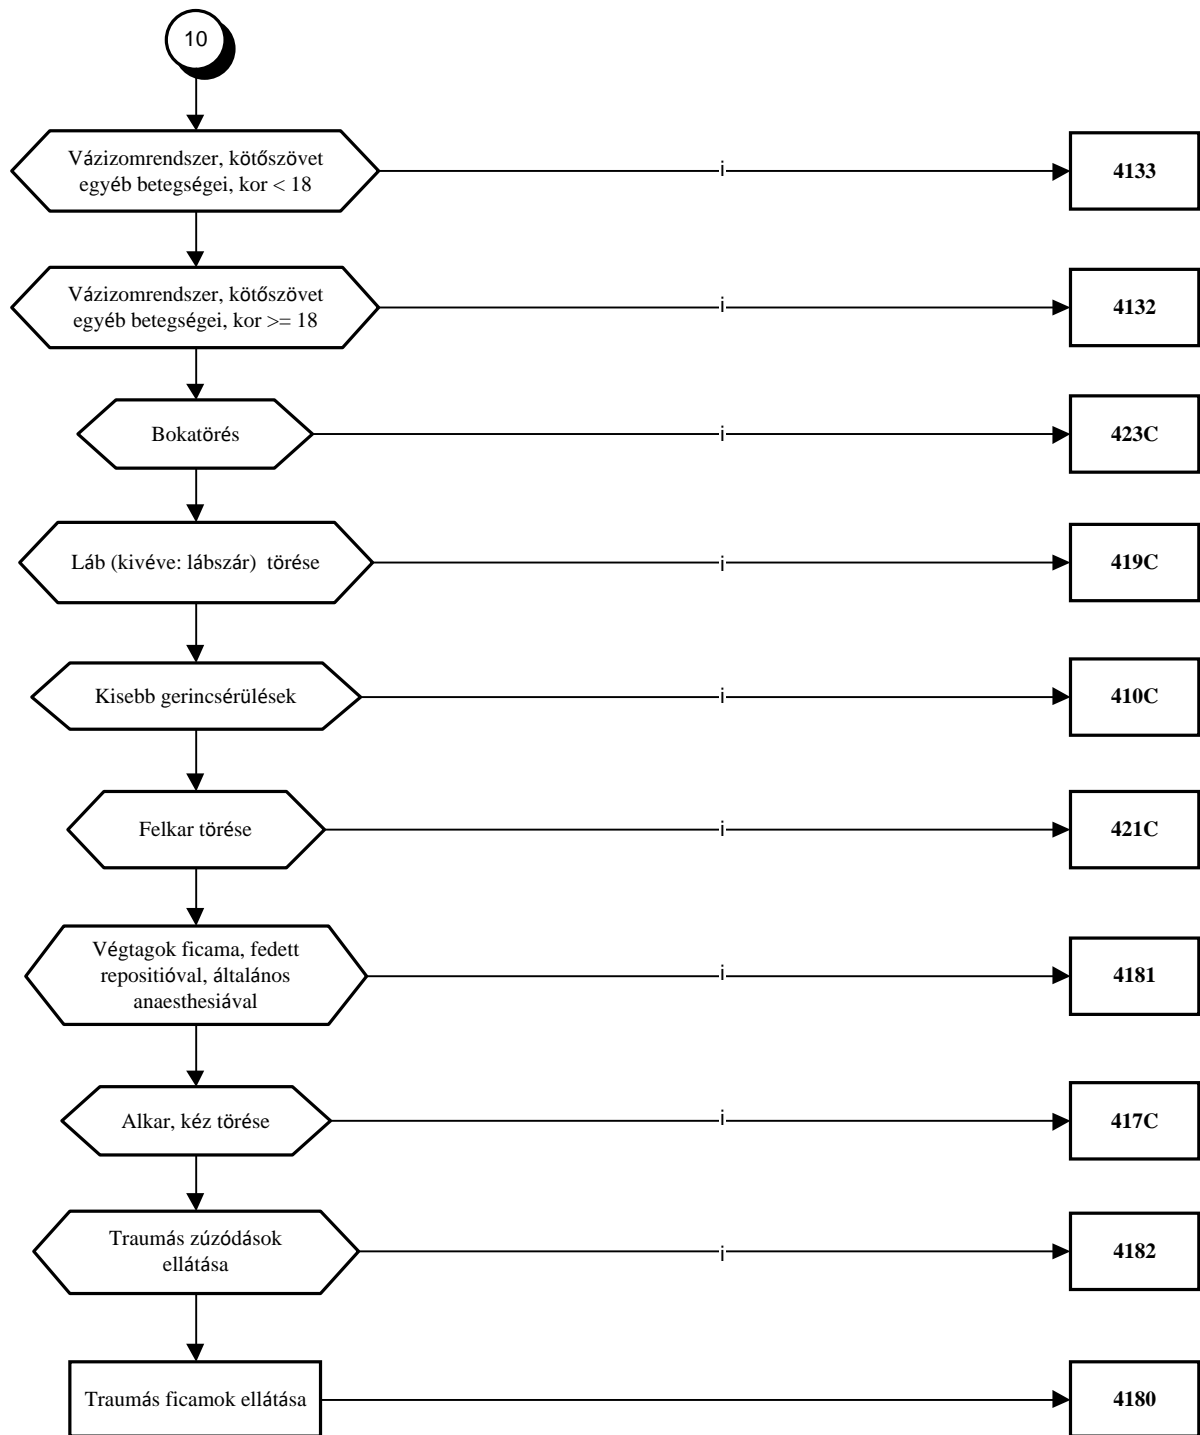 10
Vázizomrendszer, kötőszövet
egyéb betegségei, kor < 18
i
4133
Vázizomrendszer, kötőszövet
egyéb betegségei, kor >= 18
i
4132
Bokatörés
i
423C
Láb (kivéve: lábszár) törése
i
419C
Kisebb gerincsérülések
i
410C
Felkar törése
i
421C
Végtagok ficama, fedett
repositióval, általános
anaesthesiával
i
4181
Alkar, kéz törése
i
417C
Traumás zúzódások
ellátása
i
4182
Traumás ficamok ellátása
4180